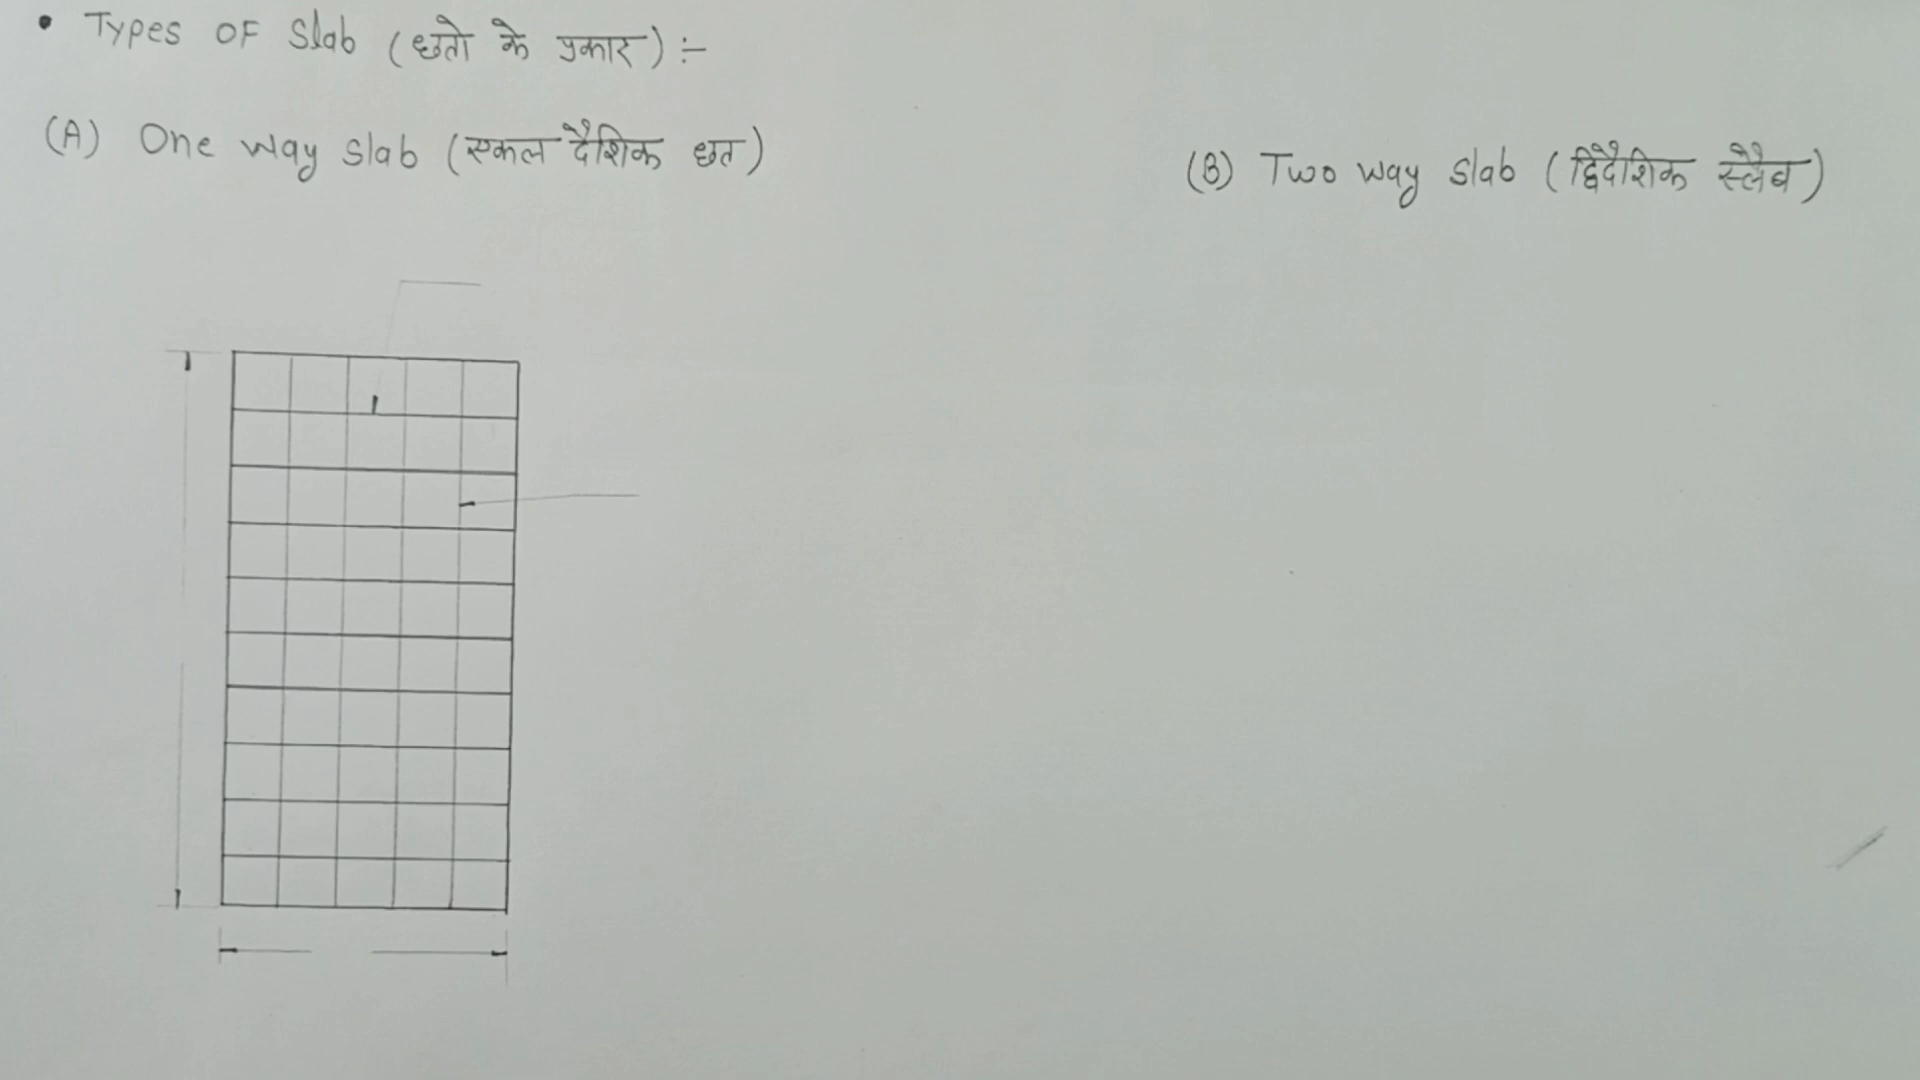 • Types OF Slab (छतो के प्रकार) :-
(A) One way slab (एकल दैशिक छत)
(B) Two way slab (द्विदैशिक स्लैब)